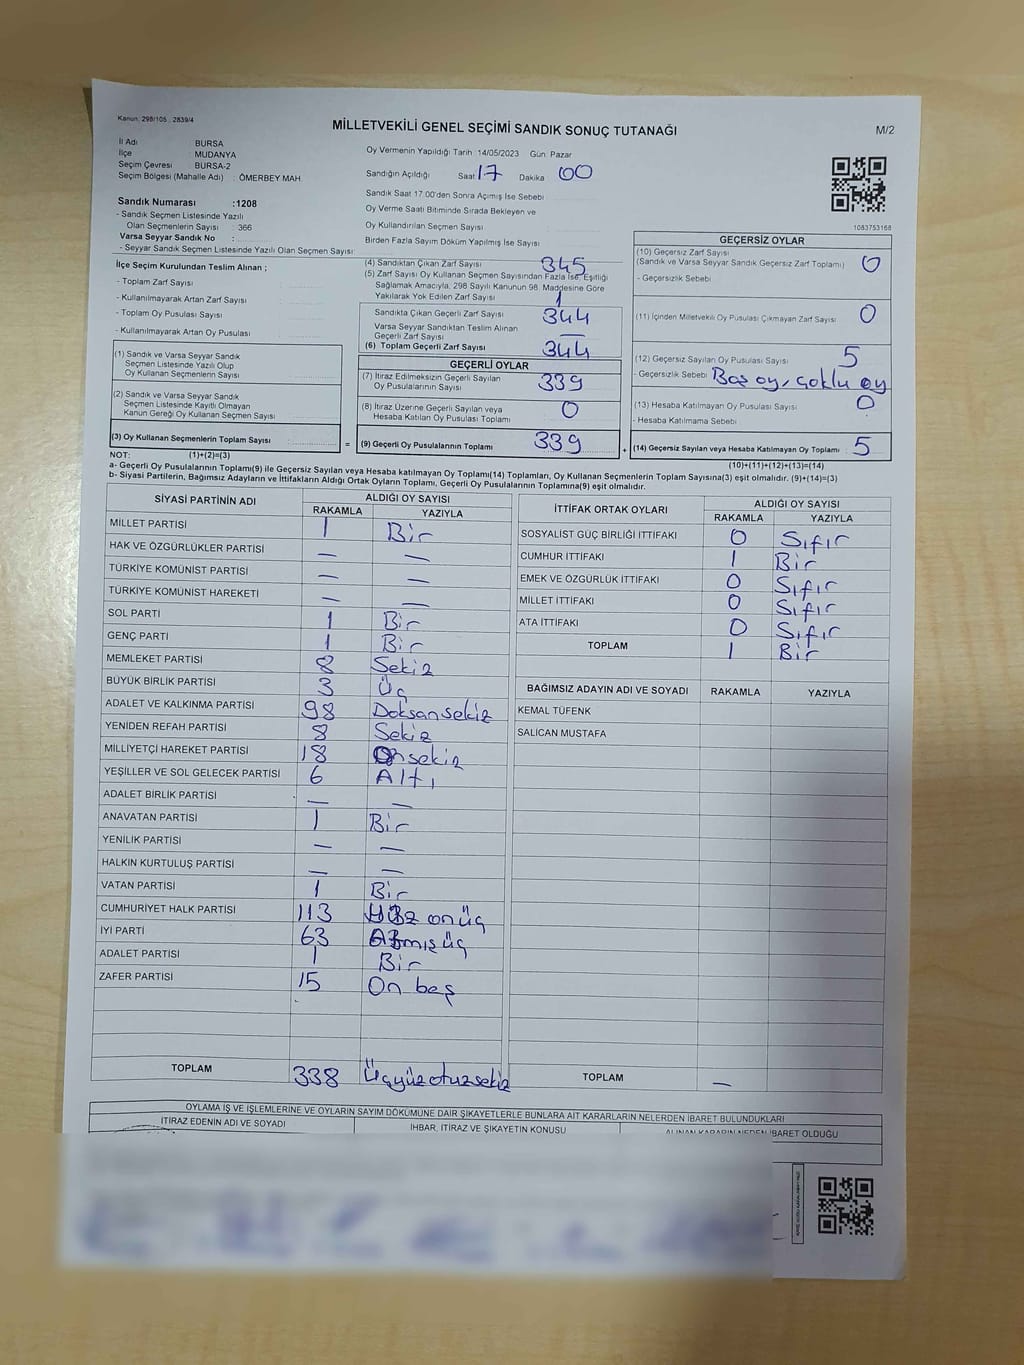 Kanun: 298/105 , 2839/4
MİLLETVEKİLİ GENEL SEÇİMİ SANDIK SONUÇ TUTANAĞI
M/2
İl Adı BURSA
İlçe MUDANYA
Seçim Çevresi : BURSA-2
Seçim Bölgesi (Mahalle Adı) : ÖMERBEY MAH.
Oy Vermenin Yapıldığı Tarih :14/05/2023 Gün: Pazar
Sandığın Açıldığı Saat 17 Dakika 00
Sandık Saat 17:00'den Sonra Açımış İse Sebebi
Oy Verme Saati Bitiminde Sırada Bekleyen ve
Oy Kullandırılan Seçmen Sayısı
Birden Fazla Sayım Döküm Yapılmış İse Sayısı
Sandık Numarası :1208
- Sandık Seçmen Listesinde Yazılı
Olan Seçmenlerin Sayısı : 366
Varsa Seyyar Sandık No :
- Seyyar Sandık Seçmen Listesinde Yazılı Olan Seçmen Sayısı:
İlçe Seçim Kurulundan Teslim Alınan ;
- Toplam Zarf Sayısı
- Kullanılmayarak Artan Zarf Sayısı
- Toplam Oy Pusulası Sayısı
- Kullanılmayarak Artan Oy Pusulası
(1) Sandık ve Varsa Seyyar Sandık
Seçmen Listesinde Yazılı Olup
Oy Kullanan Seçmenlerin Sayısı
(2) Sandık ve Varsa Seyyar Sandık
Seçmen Listesinde Kayıtlı Olmayan
Kanun Gereği Oy Kullanan Seçmen Sayısı
(3) Oy Kullanan Seçmenlerin Toplam Sayısı =
(4) Sandıktan Çıkan Zarf Sayısı 345
(5) Zarf Sayısı Oy Kullanan Seçmen Sayısından Fazla İse, Eşitliği
Sağlamak Amacıyla, 298 Sayılı Kanunun 98. Maddesine Göre
Yakılarak Yok Edilen Zarf Sayısı 1
Sandıkta Çıkan Geçerli Zarf Sayısı 344
Varsa Seyyar Sandıktan Teslim Alınan
Geçerli Zarf Sayısı —
(6) Toplam Geçerli Zarf Sayısı 344
GEÇERLİ OYLAR
(7) İtiraz Edilmeksizin Geçerli Sayılan
Oy Pusulalarının Sayısı 339
(8) İtiraz Üzerine Geçerli Sayılan veya
Hesaba Katılan Oy Pusulaları Toplamı 0
(9) Geçerli Oy Pusulalarının Toplamı 339 +
1083753168
GEÇERSİZ OYLAR
(10) Geçersiz Zarf Sayısı
(Sandık ve Varsa Seyyar Sandık Geçersiz Zarf Toplamı) 0
- Geçersizlik Sebebi
(11) İçinden Milletvekili Oy Pusulası Çıkmayan Zarf Sayısı 0
(12) Geçersiz Sayılan Oy Pusulası Sayısı 5
- Geçersizlik Sebebi Boş oy, çoklu oy
(13) Hesaba Katılmayan Oy Pusulası Sayısı 0
- Hesaba Katılmama Sebebi
(14) Geçersiz Sayılan veya Hesaba Katılmayan Oy Toplamı 5
NOT: (1)+(2)=(3) (10)+(11)+(12)+(13)=(14)
a- Geçerli Oy Pusulalarının Toplamı(9) ile Geçersiz Sayılan veya Hesaba katılmayan Oy Toplamı(14) Toplamları, Oy Kullanan Seçmenlerin Toplam Sayısına(3) eşit olmalıdır. (9)+(14)=(3)
b- Siyasi Partilerin, Bağımsız Adayların ve İttifakların Aldığı Ortak Oyların Toplamı, Geçerli Oy Pusulalarının Toplamına(9) eşit olmalıdır.
SİYASİ PARTİNİN ADI ALDIĞI OY SAYISI
RAKAMLA YAZIYLA
MİLLET PARTİSİ 1 Bir
HAK VE ÖZGÜRLÜKLER PARTİSİ — —
TÜRKİYE KOMÜNİST PARTİSİ — —
TÜRKİYE KOMÜNİST HAREKETİ — —
SOL PARTİ 1 Bir
GENÇ PARTİ 1 Bir
MEMLEKET PARTİSİ 8 Sekiz
BÜYÜK BİRLİK PARTİSİ 3 Üç
ADALET VE KALKINMA PARTİSİ 98 Doksansekiz
YENİDEN REFAH PARTİSİ 8 Sekiz
MİLLİYETÇİ HAREKET PARTİSİ 18 Onsekiz
YEŞİLLER VE SOL GELECEK PARTİSİ 6 Altı
ADALET BİRLİK PARTİSİ — —
ANAVATAN PARTİSİ 1 Bir
YENİLİK PARTİSİ — —
HALKIN KURTULUŞ PARTİSİ — —
VATAN PARTİSİ 1 Bir
CUMHURİYET HALK PARTİSİ 113 Yüz onüç
İYİ PARTİ 63 Atmışüç
ADALET PARTİSİ 1 Bir
ZAFER PARTİSİ 15 On beş
TOPLAM 338 Üçyüzotuzsekiz
İTTİFAK ORTAK OYLARI ALDIĞI OY SAYISI
RAKAMLA YAZIYLA
SOSYALİST GÜÇ BİRLİĞİ İTTİFAKI 0 Sıfır
CUMHUR İTTİFAKI 1 Bir
EMEK VE ÖZGÜRLÜK İTTİFAKI 0 Sıfır
MİLLET İTTİFAKI 0 Sıfır
ATA İTTİFAKI 0 Sıfır
TOPLAM 1 Bir
BAĞIMSIZ ADAYIN ADI VE SOYADI RAKAMLA YAZIYLA
KEMAL TÜFENK
SALİCAN MUSTAFA
TOPLAM —
OYLAMA İŞ VE İŞLEMLERİNE VE OYLARIN SAYIM DÖKÜMÜNE DAİR ŞİKAYETLERLE BUNLARA AİT KARARLARIN NELERDEN İBARET BULUNDUKLARI
İTİRAZ EDENİN ADI VE SOYADI İHBAR, İTİRAZ VE ŞİKAYETİN KONUSU ALINAN KARARIN NEDEN İBARET OLDUĞU